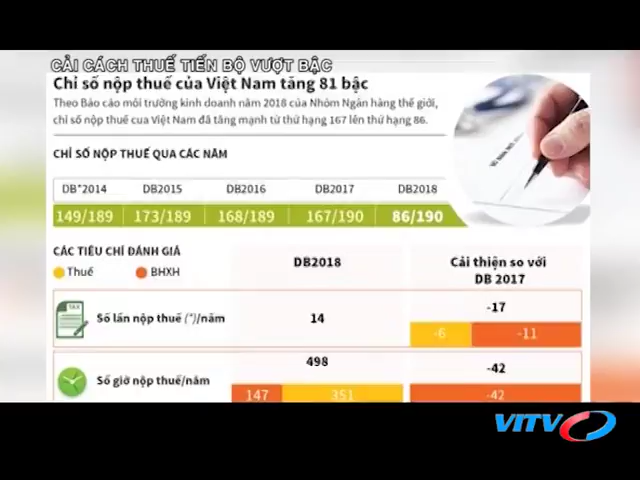 CẢI CÁCH THUẾ TIẾN BỘ VƯỢT BẬC
Chỉ số nộp thuế của Việt Nam tăng 81 bậc
Theo Báo cáo môi trường kinh doanh năm 2018 của Nhóm Ngân hàng thế giới,
chỉ số nộp thuế cua Việt Nam đã tăng mạnh từ thứ hạng 167 lên thứ hạng 86.
CHỈ SỐ NỘP THUẾ QUA CÁC NĂM
DB*2014 DB2015 DB2016 DB2017 DB2018
149/189 173/189 168/189 167/190 86/190
CÁC TIÊU CHÍ ĐÁNH GIÁ
Thuế BHXH
DB2018
Cải thiện so với
DB 2017
TAX
Số lần nộp thuế (*)/năm
14
-17
-6 -11
Số giờ nộp thuế/năm
498
147 351
-42
-42
VITV